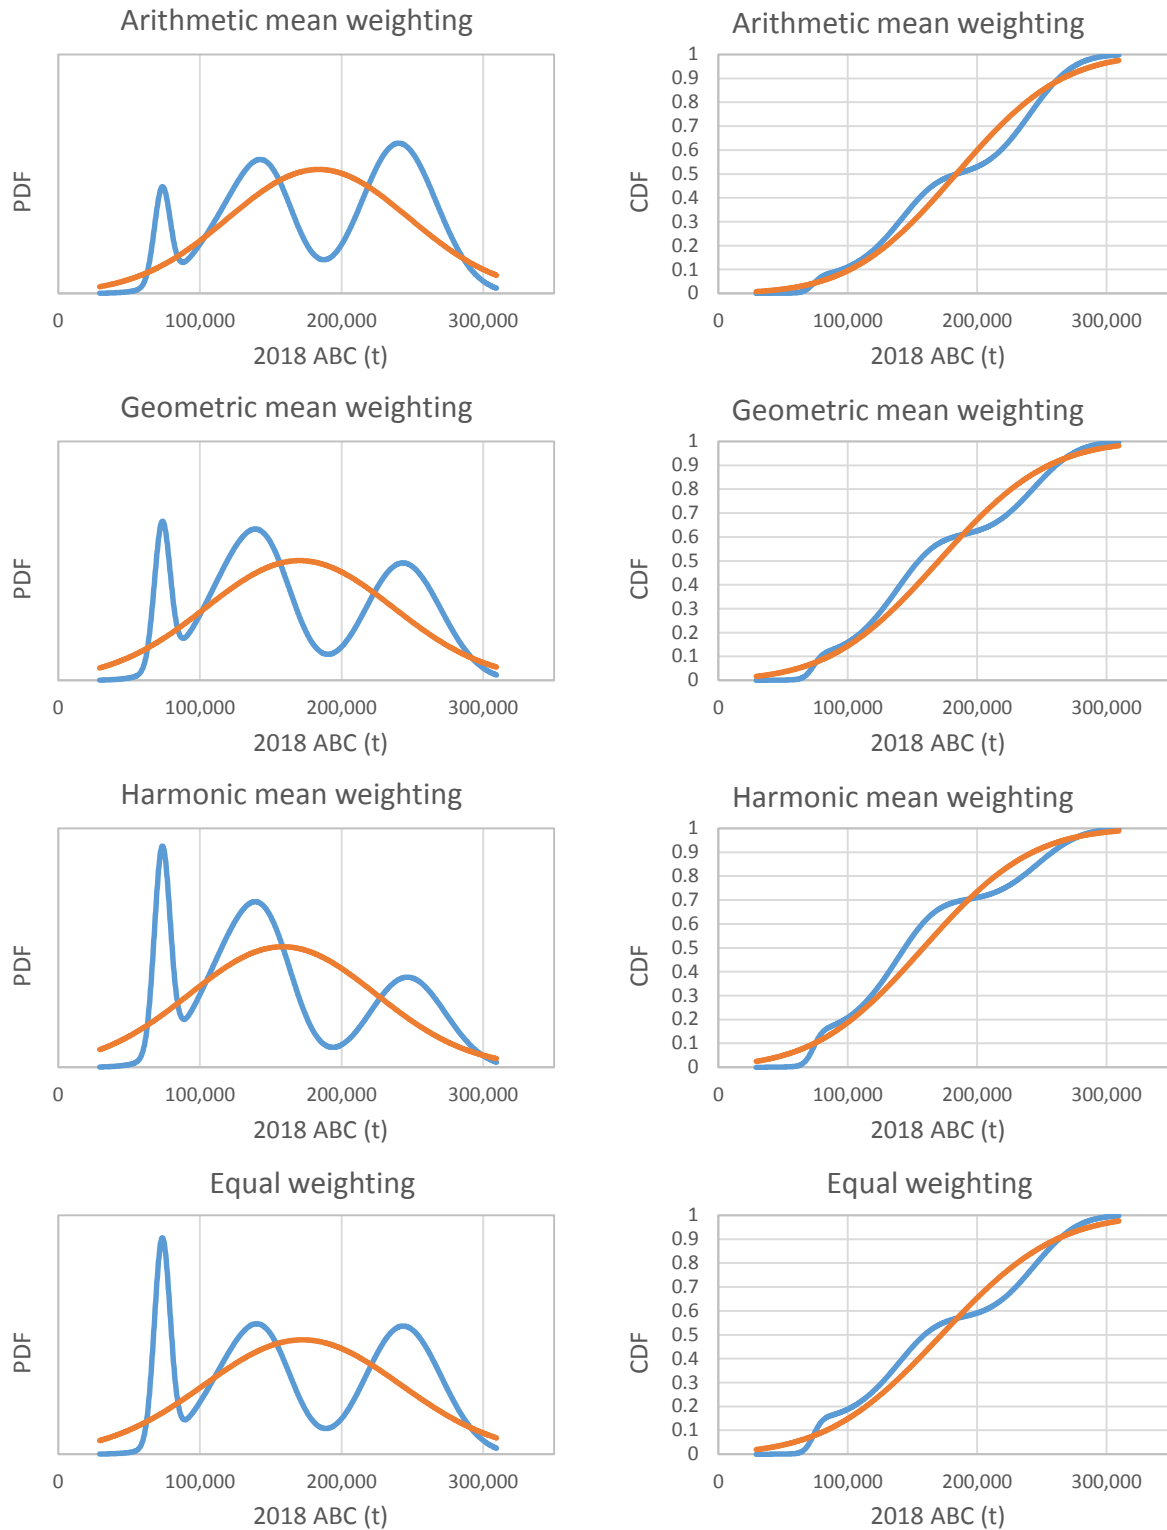 Arithmetic mean weighting
PDF
0 100,000 200,000 300,000
2018 ABC (t)
Arithmetic mean weighting
1
0.9
0.8
0.7
0.6
0.5
0.4
0.3
0.2
0.1
0
CDF
0 100,000 200,000 300,000
2018 ABC (t)
Geometric mean weighting
PDF
0 100,000 200,000 300,000
2018 ABC (t)
Geometric mean weighting
1
0.9
0.8
0.7
0.6
0.5
0.4
0.3
0.2
0.1
0
CDF
0 100,000 200,000 300,000
2018 ABC (t)
Harmonic mean weighting
PDF
0 100,000 200,000 300,000
2018 ABC (t)
Harmonic mean weighting
1
0.9
0.8
0.7
0.6
0.5
0.4
0.3
0.2
0.1
0
CDF
0 100,000 200,000 300,000
2018 ABC (t)
Equal weighting
PDF
0 100,000 200,000 300,000
2018 ABC (t)
Equal weighting
1
0.9
0.8
0.7
0.6
0.5
0.4
0.3
0.2
0.1
0
CDF
0 100,000 200,000 300,000
2018 ABC (t)